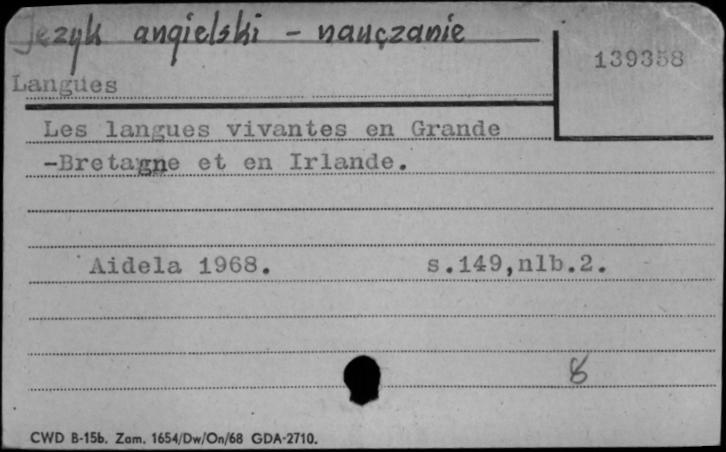 Język angielski - nauczanie
139358
Langues
Les langues vivantes en Grande
-Bretagne et en Irlande.
Aidela 1968. s.149,nlb.2.
8
CWD B-15b. Zam. 1654/Dw/On/68 GDA-2710.